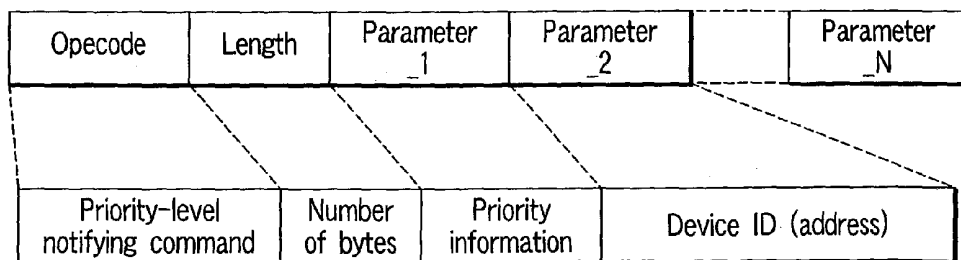 Opecode
Length
Parameter
_1
Parameter
_2
Parameter
_N
Priority-level
notifying command
Number
of bytes
Priority
information
Device ID (address)